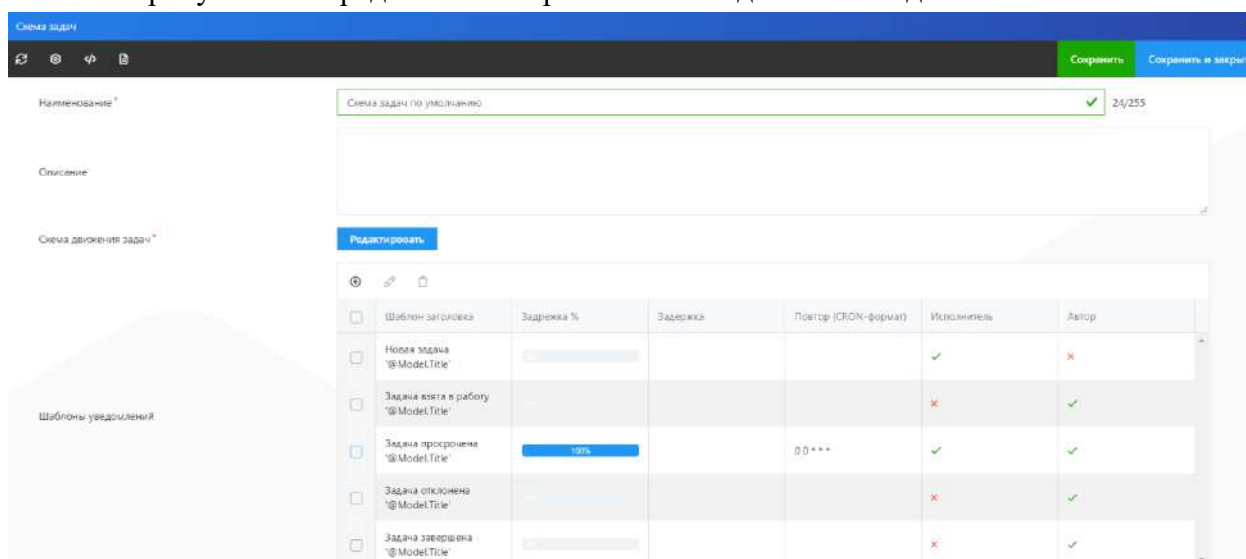 Схема задач
Сохранить Сохранить и закрыт
Наименование* Схема задач по умолчанию 24/255
Описание
Схема движения задач* Редактировать
Шаблон заголовка Задрежка % Задержка Повтор (CRON-формат) Исполнитель Автор
Новая задача
'@Model.Title'
Задача взята в работу
'@Model.Title'
Шаблоны уведомлений
Задача просрочена
'@Model.Title' 100% 0 0 * * *
Задача отклонена
'@Model.Title'
Задача завершена
'@Model.Title'